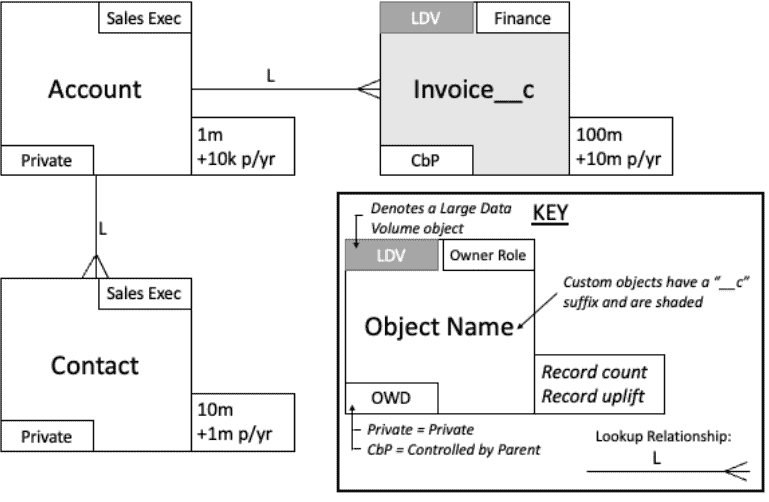 Sales Exec
Account
Private
1m
+10k p/yr
L
LDV
Finance
Invoice__c
CbP
100m
+10m p/yr
L
Sales Exec
Contact
Private
10m
+1m p/yr
KEY
Denotes a Large Data
Volume object
LDV
Owner Role
Object Name
Custom objects have a “__c”
suffix and are shaded
OWD
Record count
Record uplift
Private = Private
CbP = Controlled by Parent
Lookup Relationship:
L